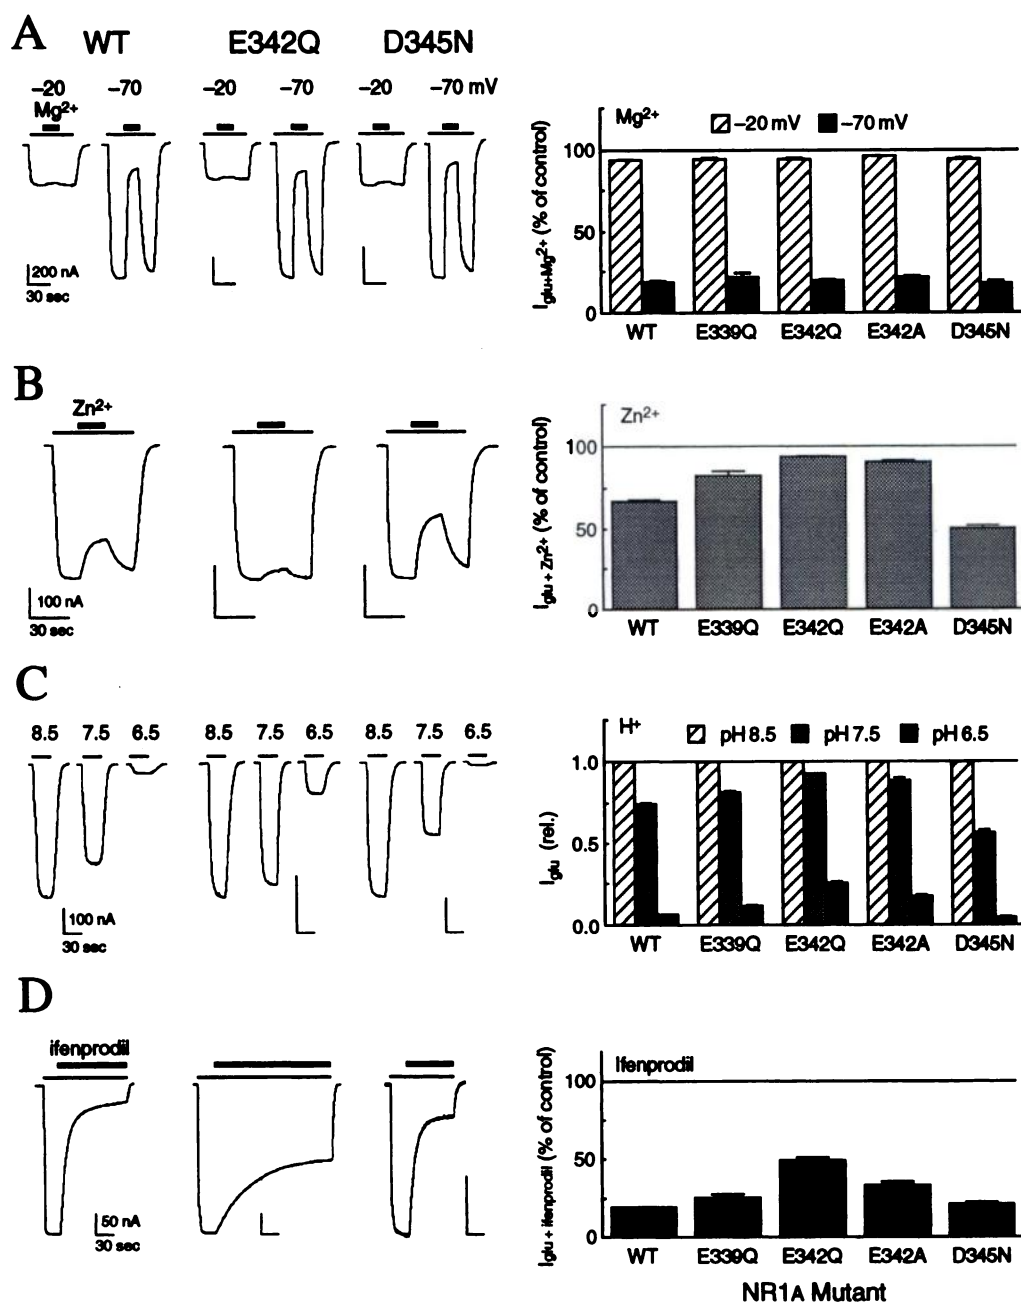 A
WT E342Q D345N
–20 –70 –20 –70 –20 –70 mV
Mg2+
200 nA
30 sec
Mg2+ –20 mV –70 mV
Iglu+Mg2+ (% of control)
100
50
0
WT E339Q E342Q E342A D345N
B
Zn2+
100 nA
30 sec
Zn2+
Iglu + Zn2+ (% of control)
100
50
0
WT E339Q E342Q E342A D345N
C
8.5 7.5 6.5 8.5 7.5 6.5 8.5 7.5 6.5
100 nA
30 sec
H+ pH 8.5 pH 7.5 pH 6.5
Iglu (rel.)
1.0
0.5
0.0
WT E339Q E342Q E342A D345N
D
ifenprodil
50 nA
30 sec
Ifenprodil
Iglu + ifenprodil (% of control)
100
50
0
WT E339Q E342Q E342A D345N
NR1A Mutant